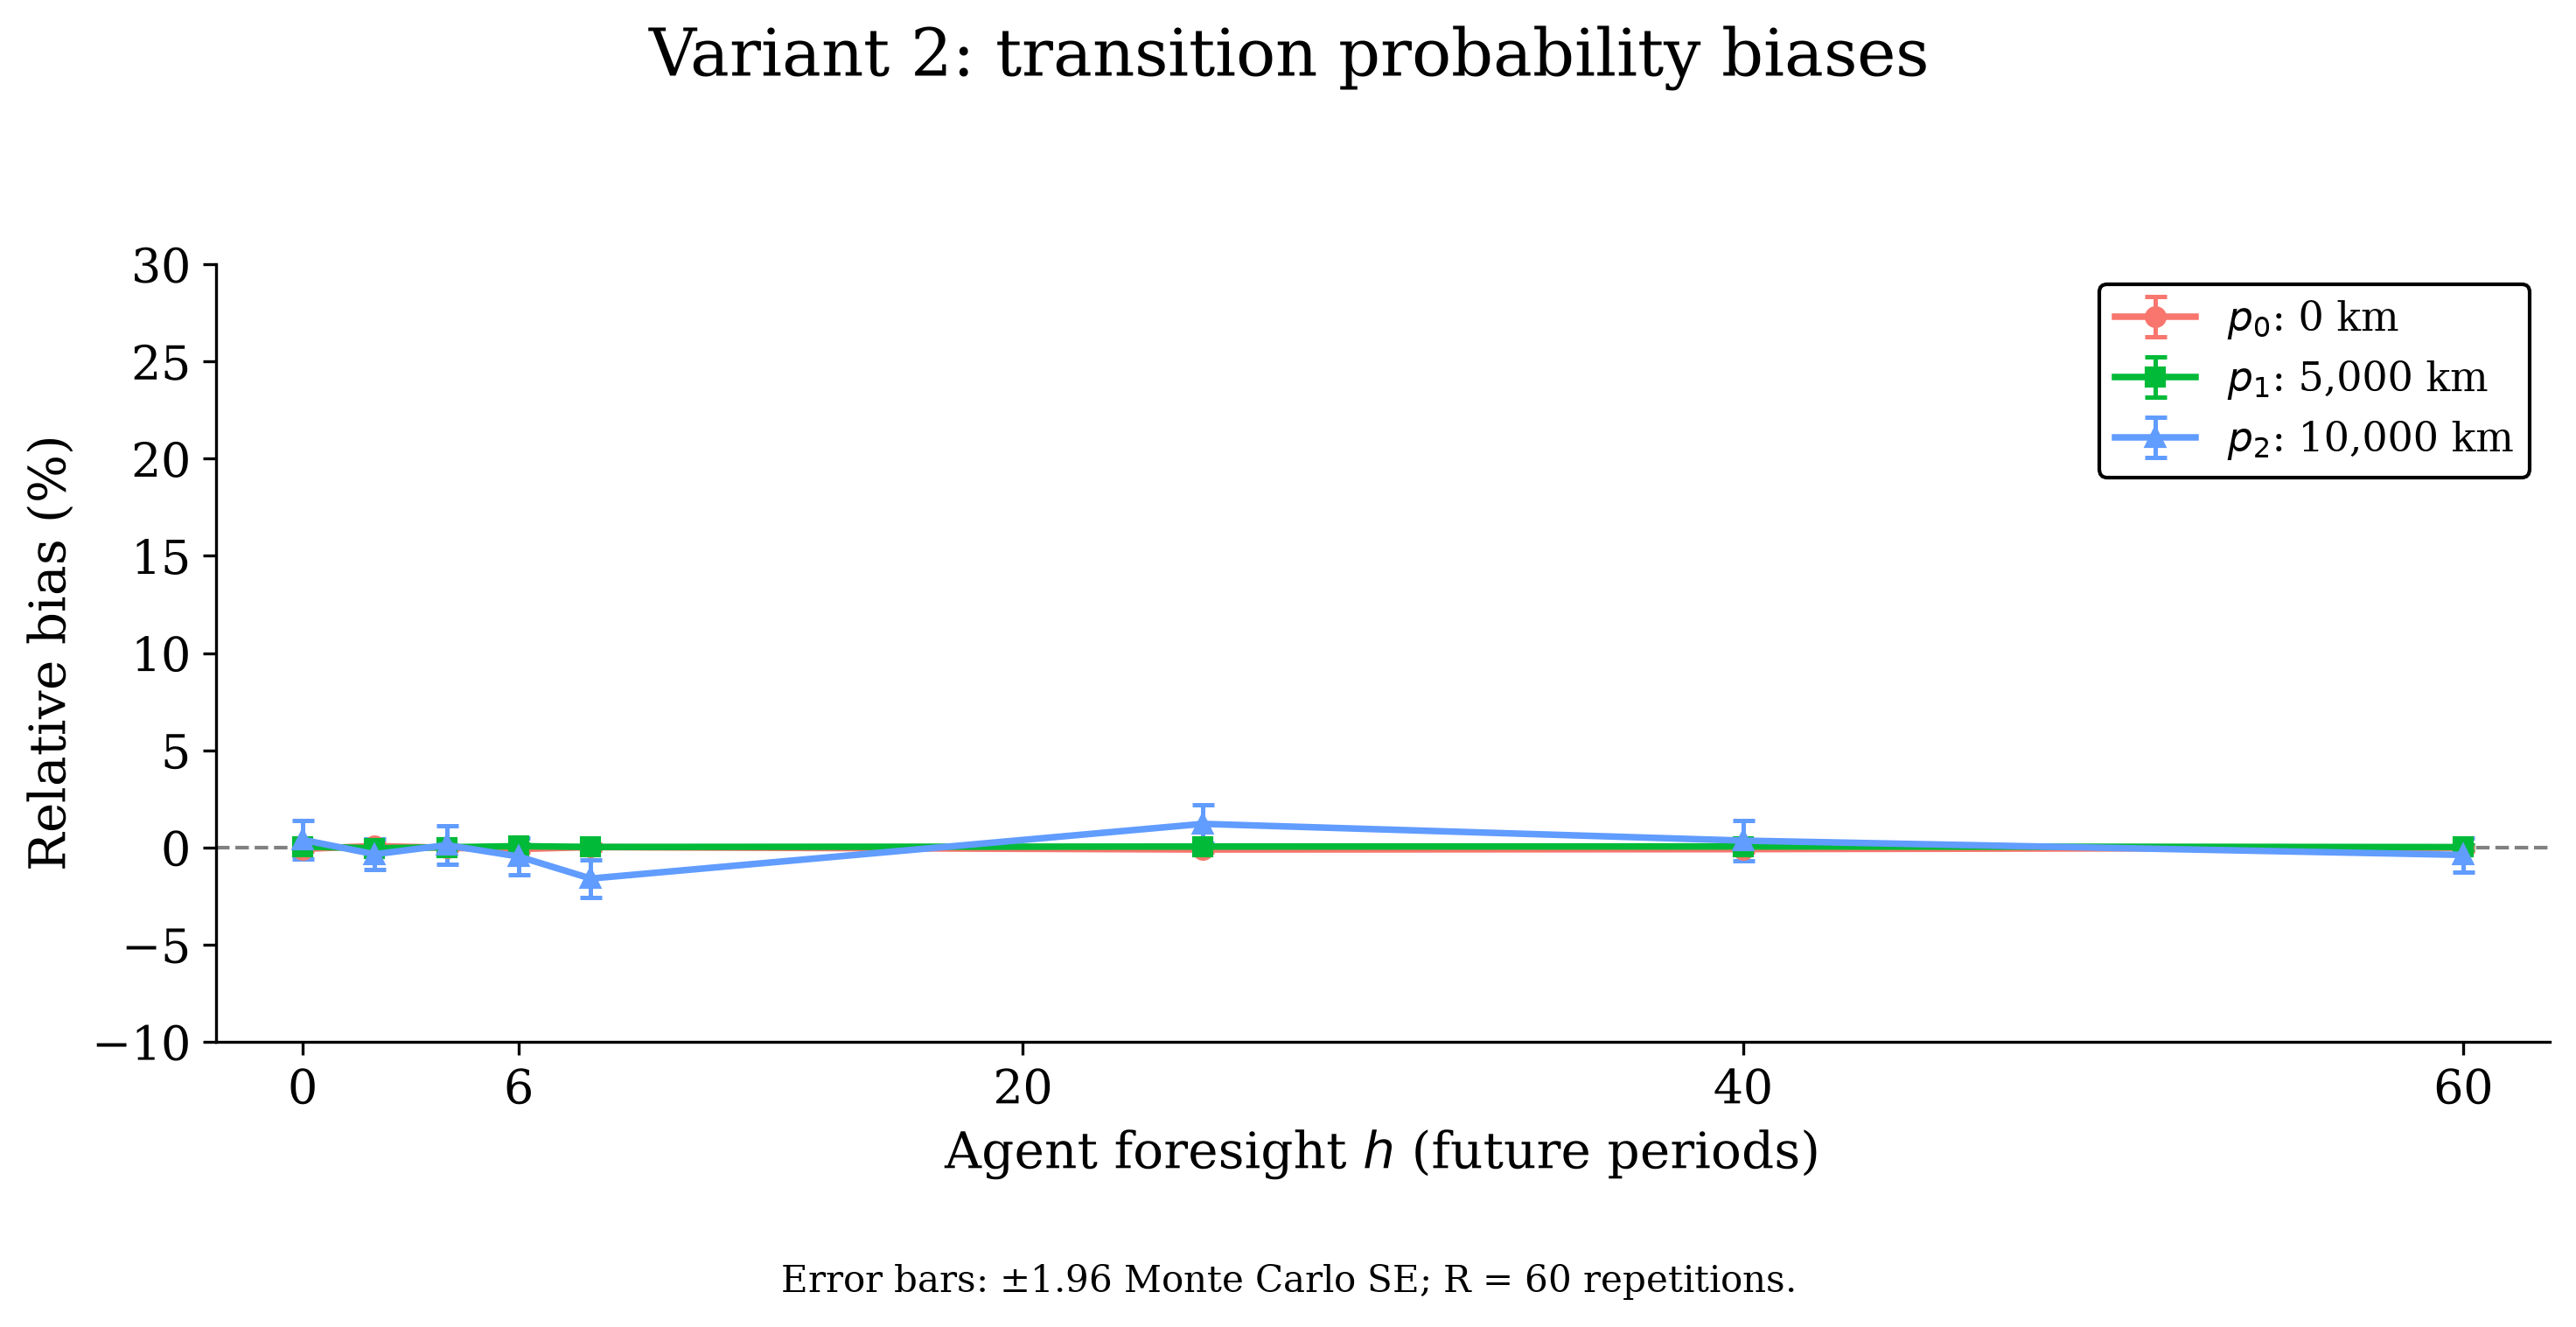 Variant 2: transition probability biases
30
25
20
15
10
5
0
−5
−10
Relative bias (%)
p0: 0 km
p1: 5,000 km
p2: 10,000 km
0 6 20 40 60
Agent foresight h (future periods)
Error bars: ±1.96 Monte Carlo SE; R = 60 repetitions.